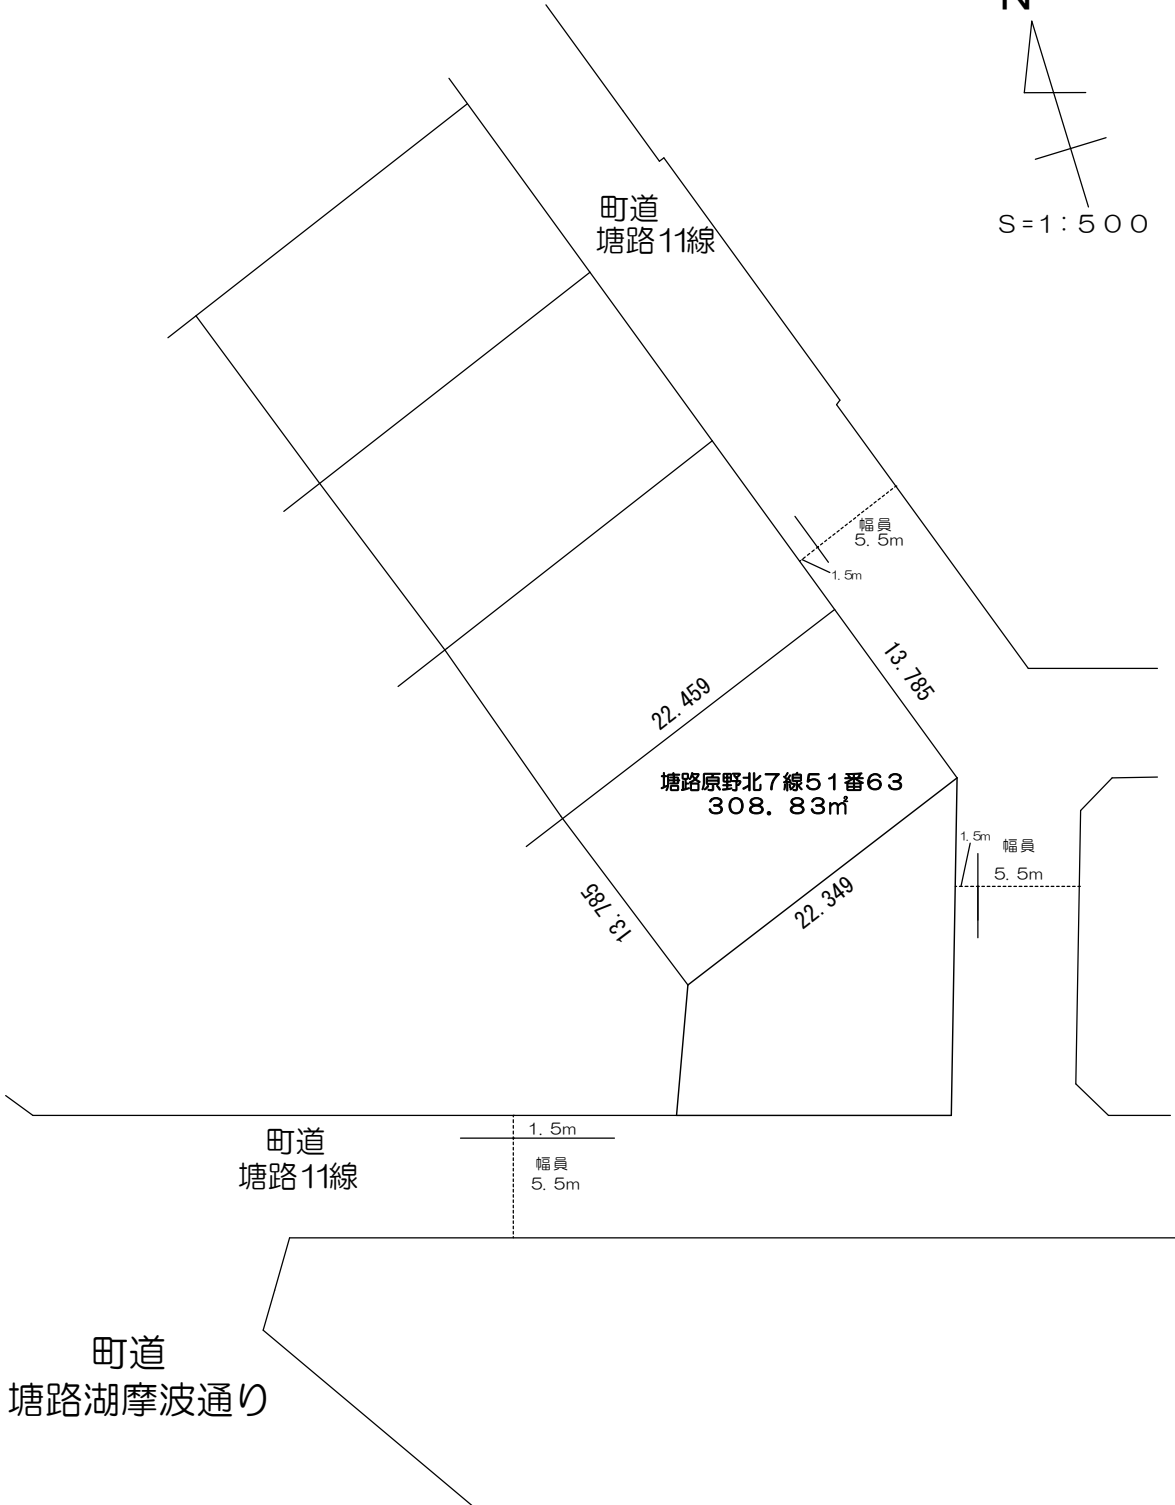 N
S=1:500
町道
塘路11線
幅員
5.5m
1.5m
13.785
22.459
塘路原野北7線51番63
308.83㎡
1.5m
幅員
5.5m
22.349
13.785
1.5m
町道
塘路11線
幅員
5.5m
町道
塘路湖摩波通り